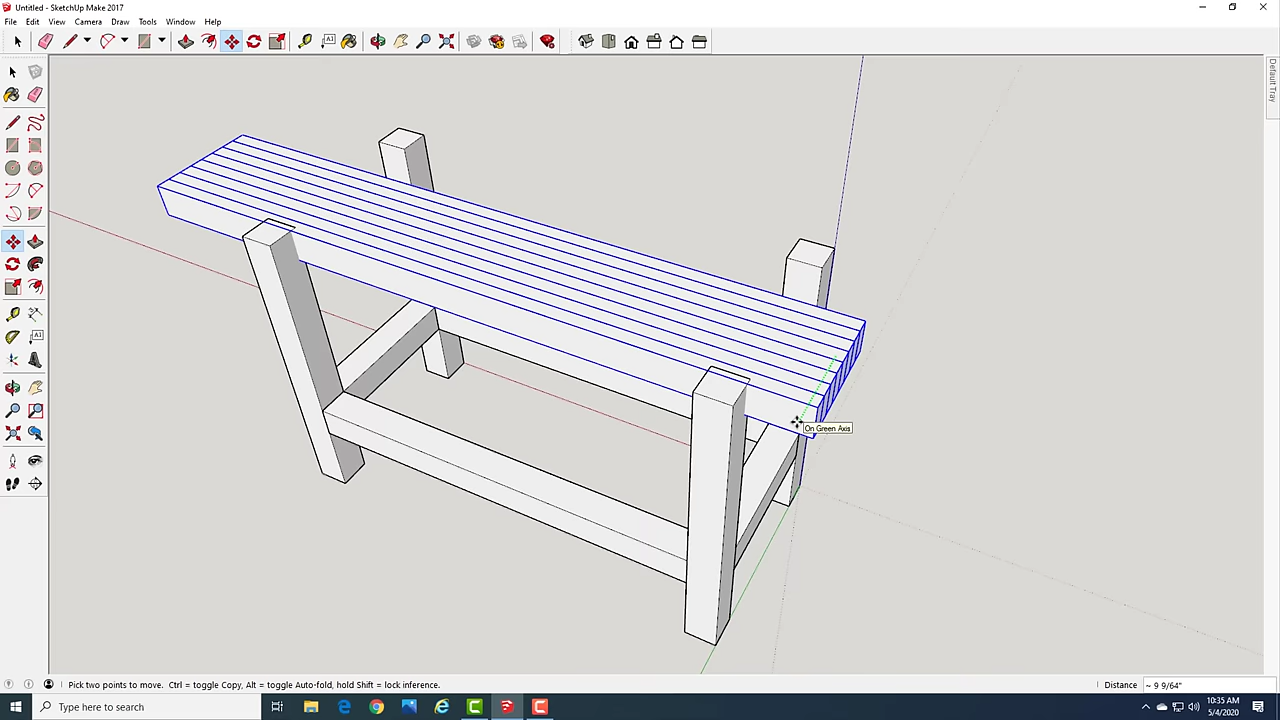 Untitled - SketchUp Make 2017
File Edit View Camera Draw Tools Window Help
Default Tray
On Green Axis
Pick two points to move. Ctrl = toggle Copy, Alt = toggle Auto-fold, hold Shift = lock inference.
Distance ~ 9 9/64"
Type here to search
10:35 AM
5/4/2020